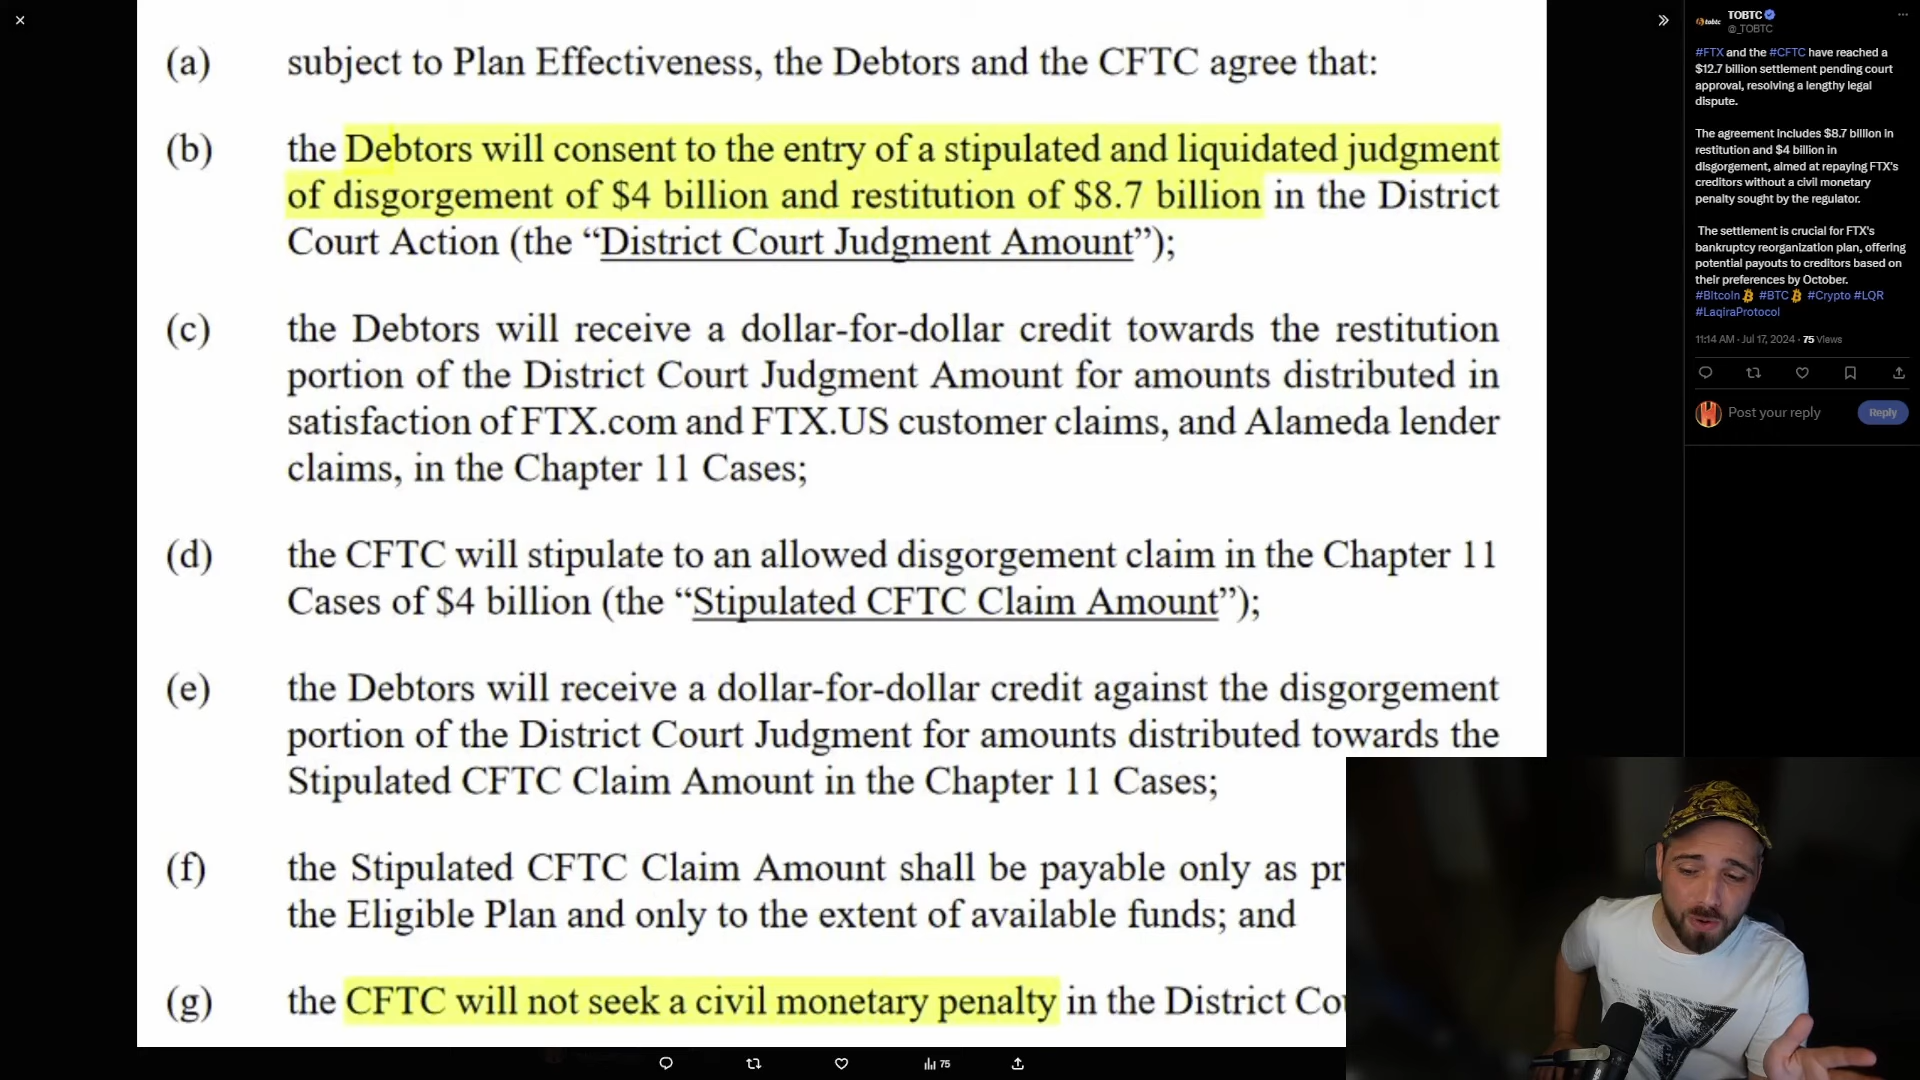 (a) subject to Plan Effectiveness, the Debtors and the CFTC agree that:
(b) the Debtors will consent to the entry of a stipulated and liquidated judgment
of disgorgement of $4 billion and restitution of $8.7 billion in the District
Court Action (the “District Court Judgment Amount”);
(c) the Debtors will receive a dollar-for-dollar credit towards the restitution
portion of the District Court Judgment Amount for amounts distributed in
satisfaction of FTX.com and FTX.US customer claims, and Alameda lender
claims, in the Chapter 11 Cases;
(d) the CFTC will stipulate to an allowed disgorgement claim in the Chapter 11
Cases of $4 billion (the “Stipulated CFTC Claim Amount”);
(e) the Debtors will receive a dollar-for-dollar credit against the disgorgement
portion of the District Court Judgment for amounts distributed towards the
Stipulated CFTC Claim Amount in the Chapter 11 Cases;
(f) the Stipulated CFTC Claim Amount shall be payable only as pr
the Eligible Plan and only to the extent of available funds; and
(g) the CFTC will not seek a civil monetary penalty in the District Co
75
tobtc
TOBTC
@_TOBTC
#FTX and the #CFTC have reached a
$12.7 billion settlement pending court
approval, resolving a lengthy legal
dispute.
The agreement includes $8.7 billion in
restitution and $4 billion in
disgorgement, aimed at repaying FTX's
creditors without a civil monetary
penalty sought by the regulator.
The settlement is crucial for FTX's
bankruptcy reorganization plan, offering
potential payouts to creditors based on
their preferences by October.
#Bitcoin #BTC #Crypto #LQR
#LaqiraProtocol
11:14 AM · Jul 17, 2024 · 75 Views
Post your reply
Reply